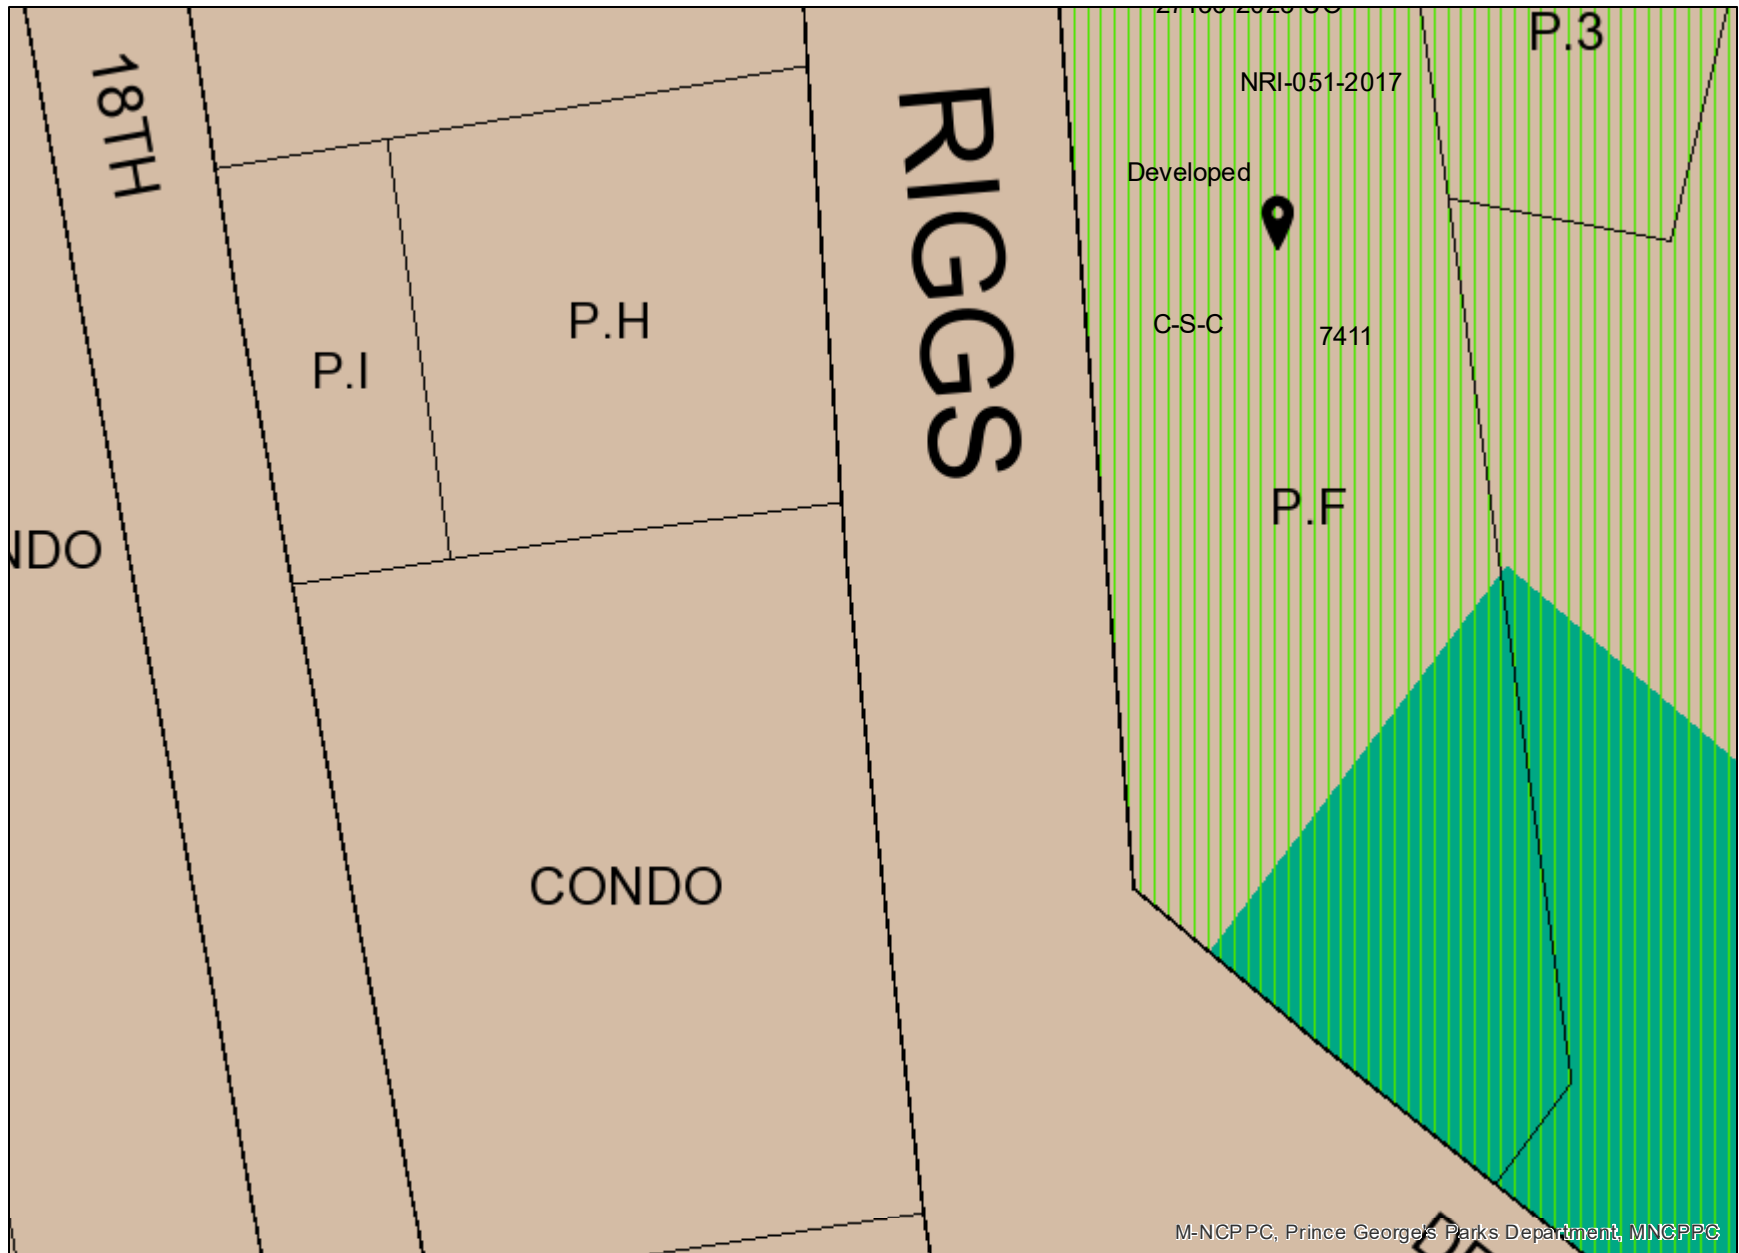 P.3
NRI-051-2017
18TH
RIGGS
Developed
P.H
C-S-C
7411
P.I
P.F
NDO
CONDO
M-NCPPC, Prince George's Parks Department, MNCPPC